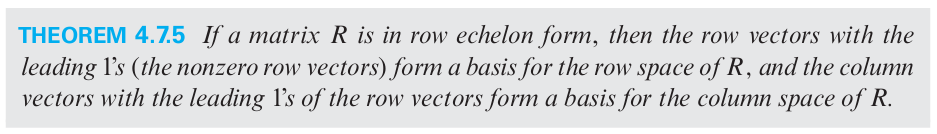 THEOREM 4.7.5 If a matrix R is in row echelon form, then the row vectors with the
leading 1's (the nonzero row vectors) form a basis for the row space of R, and the column
vectors with the leading 1's of the row vectors form a basis for the column space of R.